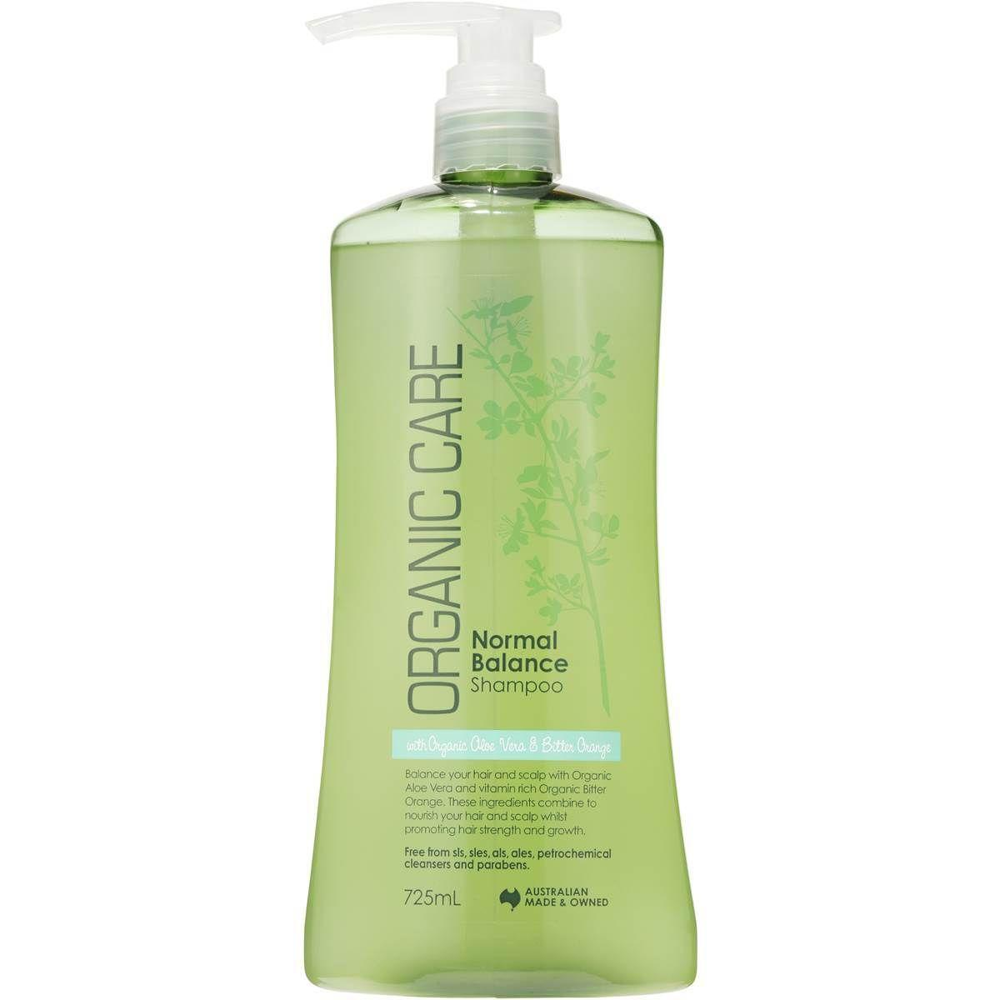 ORGANIC CARE
Normal
Balance
Shampoo
with Organic Aloe Vera & Bitter Orange
Balance your hair and scalp with Organic
Aloe Vera and vitamin rich Organic Bitter
Orange. These ingredients combine to
nourish your hair and scalp whilst
promoting hair strength and growth.
Free from sls, sles, als, ales, petrochemical
cleansers and parabens.
725mL
AUSTRALIAN
MADE & OWNED